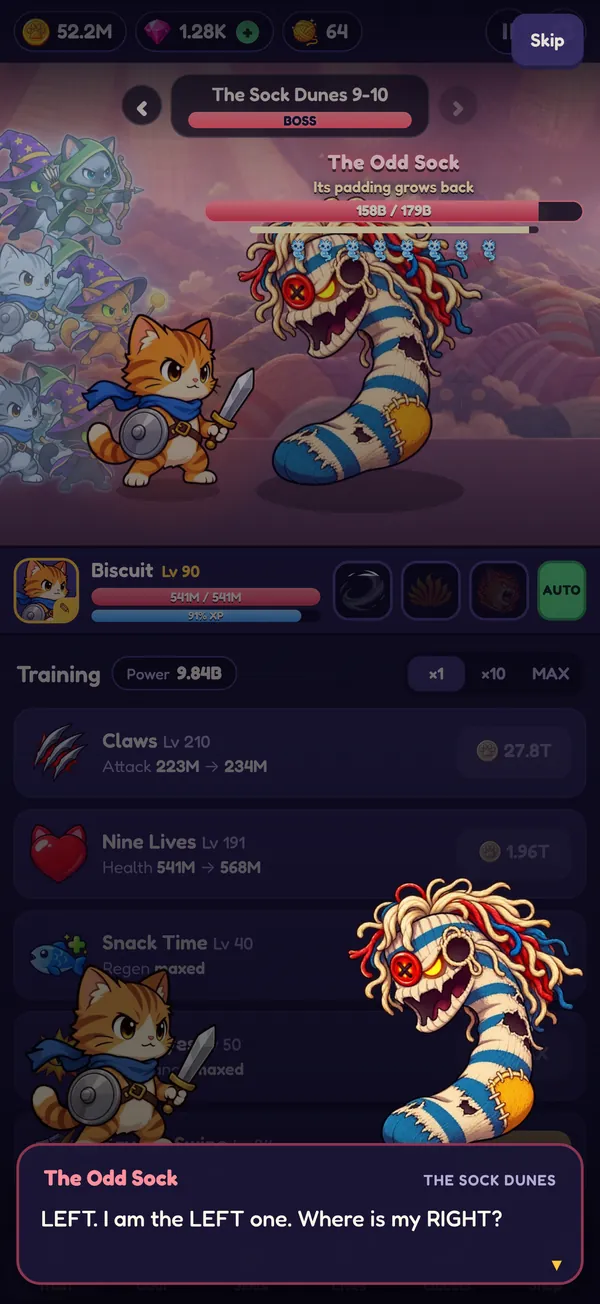 52.2M
1.28K
64
Skip
The Sock Dunes 9-10
BOSS
The Odd Sock
Its padding grows back
158B / 179B
Biscuit Lv 90
541M / 541M
91% XP
AUTO
Training
Power 9.84B
x1
x10
MAX
Claws Lv 210
Attack 223M → 234M
27.8T
Nine Lives Lv 191
Health 541M → 568M
1.96T
Snack Time Lv 40
Regen maxed
50
maxed
The Odd Sock
THE SOCK DUNES
LEFT. I am the LEFT one. Where is my RIGHT?